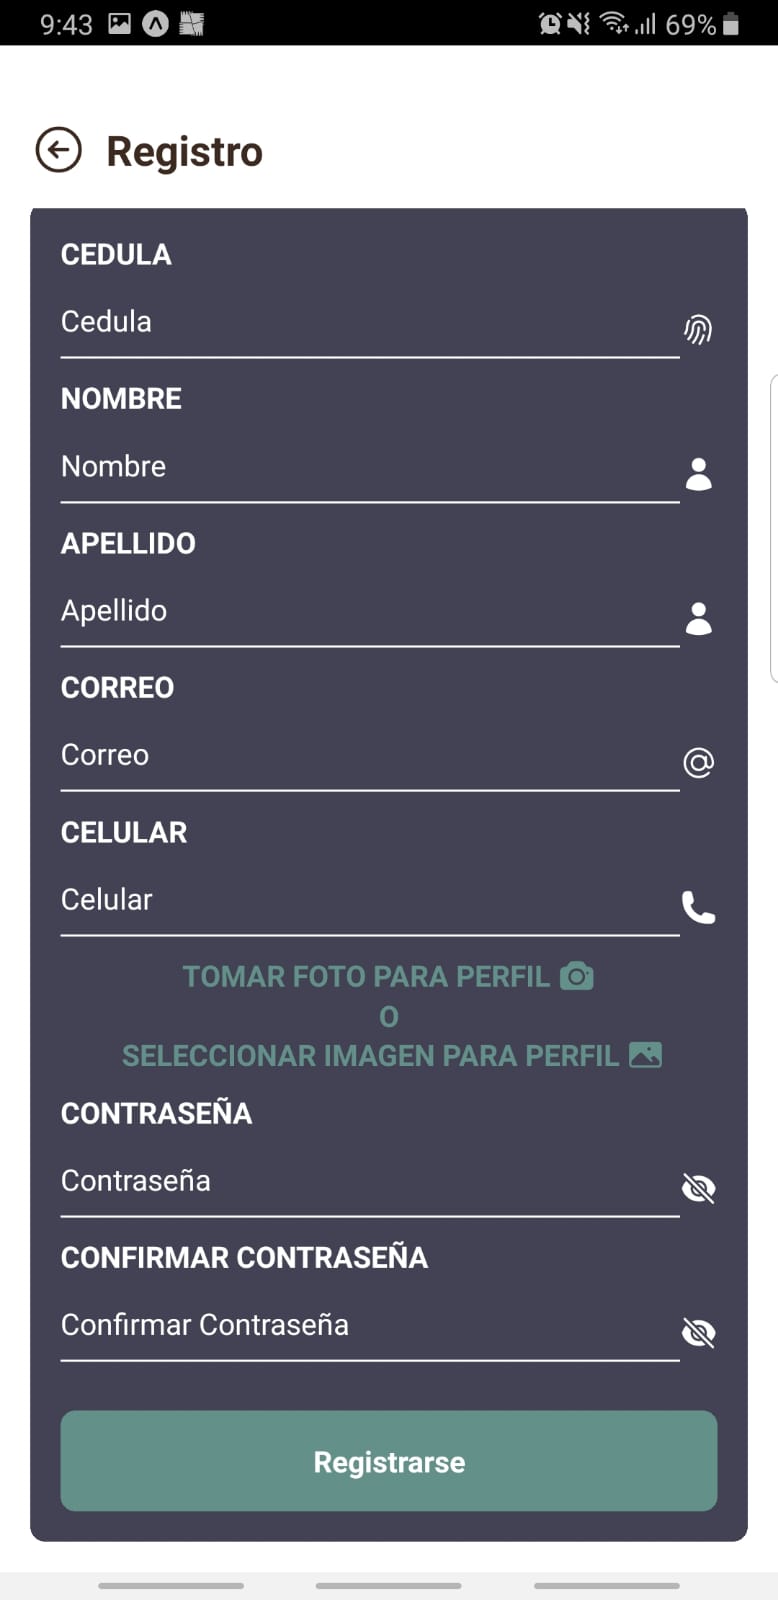 9:43 69%
Registro
CEDULA
Cedula
NOMBRE
Nombre
APELLIDO
Apellido
CORREO
Correo
CELULAR
Celular
TOMAR FOTO PARA PERFIL
O
SELECCIONAR IMAGEN PARA PERFIL
CONTRASEÑA
Contraseña
CONFIRMAR CONTRASEÑA
Confirmar Contraseña
Registrarse